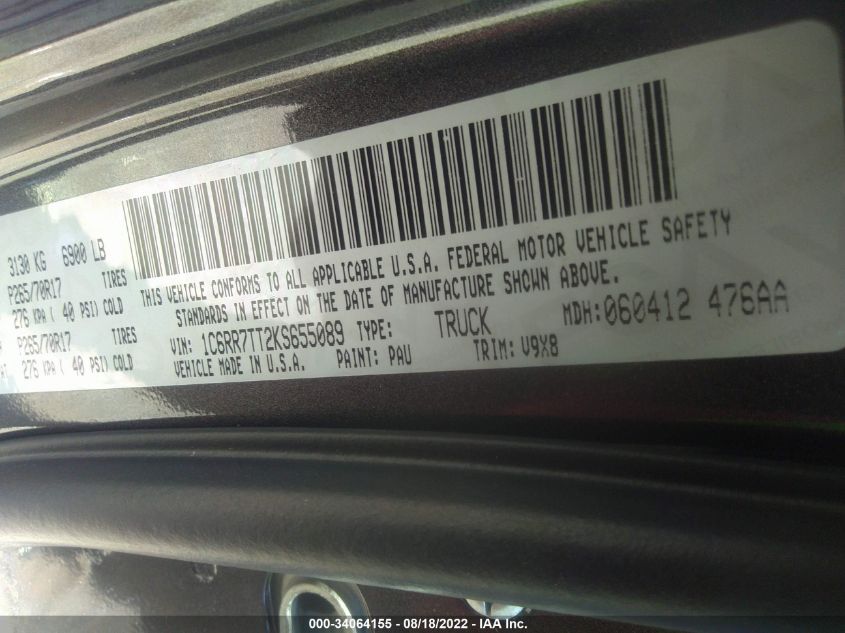 3130 KG 6900 LB
P265/70R17 TIRES
276 KPA ( 40 PSI) COLD
P265/70R17 TIRES
276 KPA ( 40 PSI) COLD
THIS VEHICLE CONFORMS TO ALL APPLICABLE U.S.A. FEDERAL MOTOR VEHICLE SAFETY
STANDARDS IN EFFECT ON THE DATE OF MANUFACTURE SHOWN ABOVE.
VIN: 1C6RR7TT2KS655089 TYPE: TRUCK MDH:060412 476AA
VEHICLE MADE IN U.S.A. PAINT: PAU TRIM: V9X8
000-34064155 - 08/18/2022 - IAA Inc.